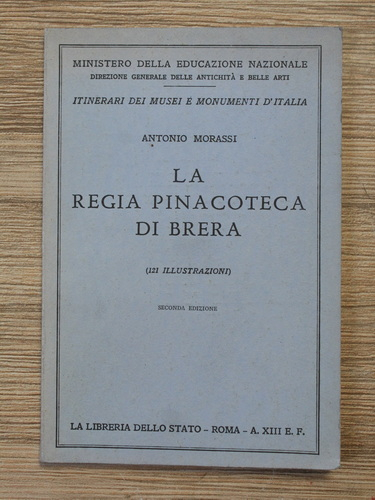 MINISTERO DELLA EDUCAZIONE NAZIONALE
DIREZIONE GENERALE DELLE ANTICHITÀ E BELLE ARTI
ITINERARI DEI MUSEI E MONUMENTI D'ITALIA
ANTONIO MORASSI
LA
REGIA PINACOTECA
DI BRERA
(121 ILLUSTRAZIONI)
SECONDA EDIZIONE
LA LIBRERIA DELLO STATO - ROMA - A. XIII E. F.